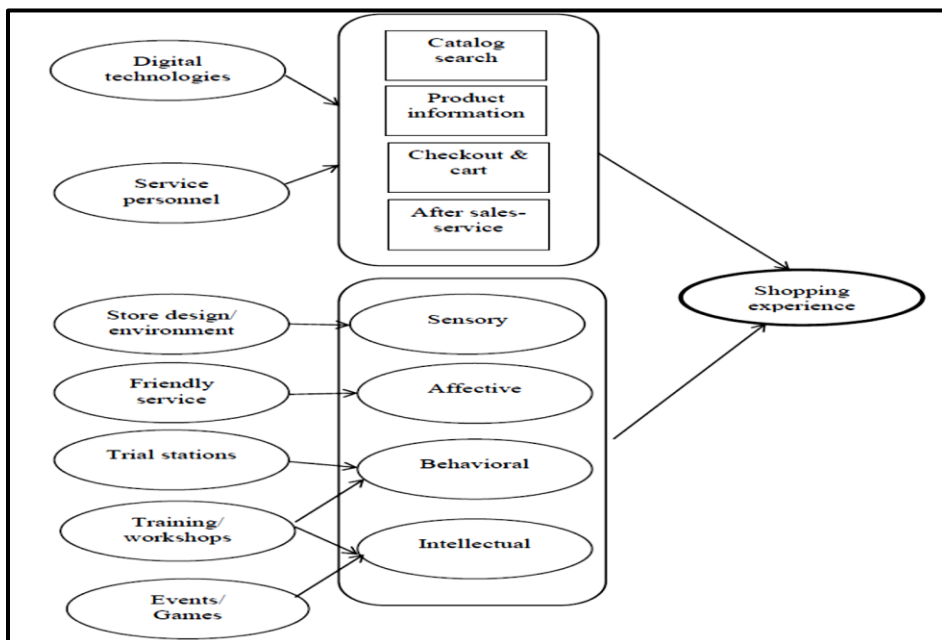 Digital
technologies
Service
personnel
Catalog
search
Product
information
Checkout &
cart
After sales-
service
Shopping
experience
Store design/
environment
Sensory
Friendly
service
Affective
Trial stations
Behavioral
Training/
workshops
Intellectual
Events/
Games